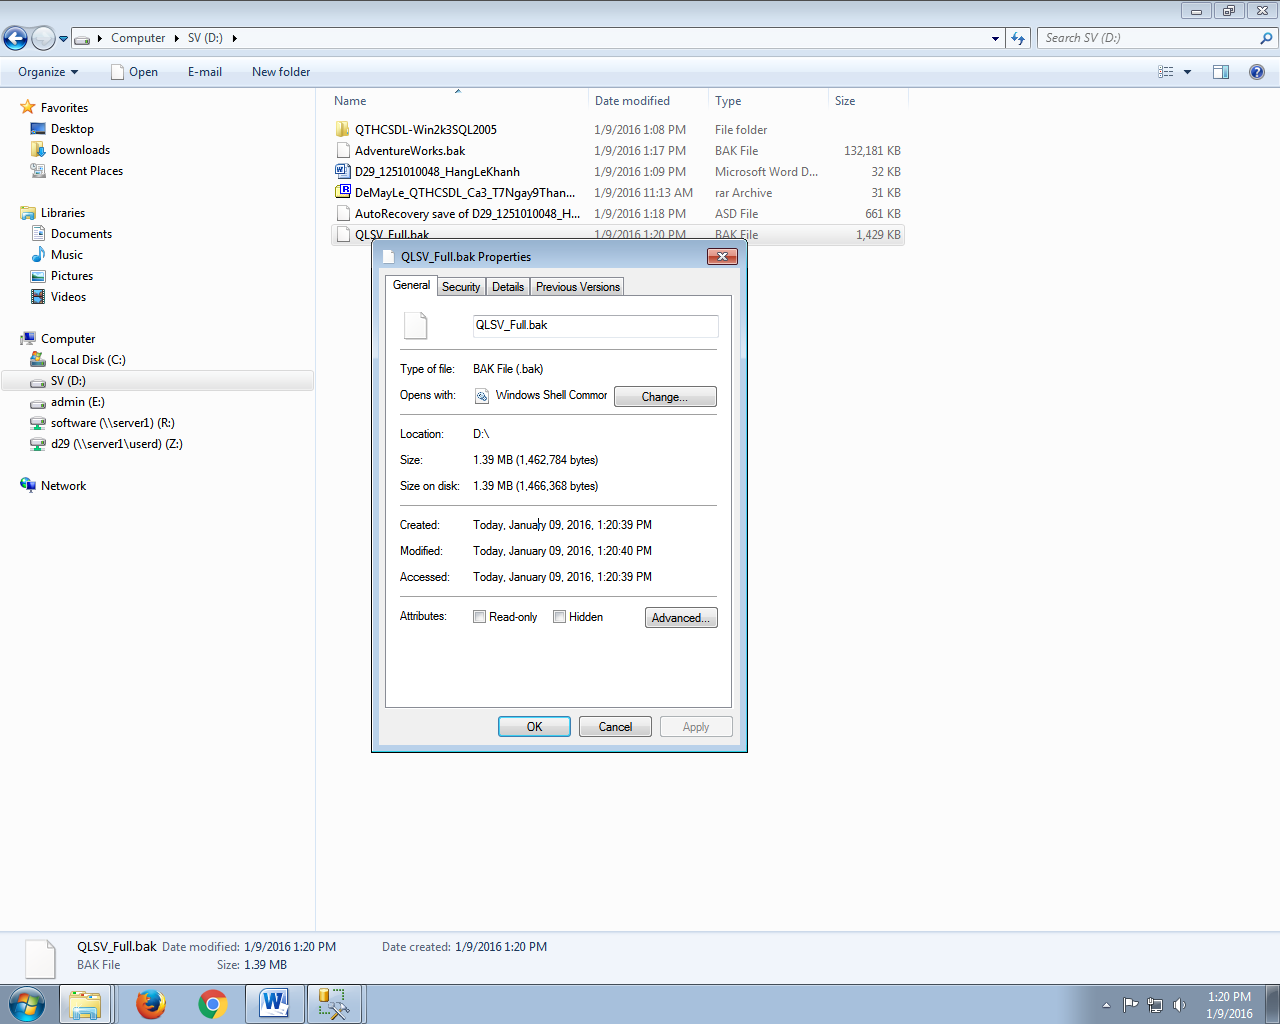 Computer SV (D:) Search SV (D:)
Organize Open E-mail New folder
Favorites
Desktop
Downloads
Recent Places
Libraries
Documents
Music
Pictures
Videos
Computer
Local Disk (C:)
SV (D:)
admin (E:)
software (\\server1) (R:)
d29 (\\server1\userd) (Z:)
Network
Name Date modified Type Size
QTHCSDL-Win2k3SQL2005 1/9/2016 1:08 PM File folder
AdventureWorks.bak 1/9/2016 1:17 PM BAK File 132,181 KB
D29_1251010048_HangLeKhanh 1/9/2016 1:09 PM Microsoft Word D... 32 KB
DeMayLe_QTHCSDL_Ca3_T7Ngay9Than... 1/9/2016 11:13 AM rar Archive 31 KB
AutoRecovery save of D29_1251010048_H... 1/9/2016 1:18 PM ASD File 661 KB
QLSV_Full.bak 1/9/2016 1:20 PM BAK File 1,429 KB
QLSV_Full.bak Properties
General Security Details Previous Versions
QLSV_Full.bak
Type of file: BAK File (.bak)
Opens with: Windows Shell Commor Change...
Location: D:\
Size: 1.39 MB (1,462,784 bytes)
Size on disk: 1.39 MB (1,466,368 bytes)
Created: Today, January 09, 2016, 1:20:39 PM
Modified: Today, January 09, 2016, 1:20:40 PM
Accessed: Today, January 09, 2016, 1:20:39 PM
Attributes: Read-only Hidden Advanced...
OK Cancel Apply
QLSV_Full.bak Date modified: 1/9/2016 1:20 PM Date created: 1/9/2016 1:20 PM
BAK File Size: 1.39 MB
1:20 PM
1/9/2016